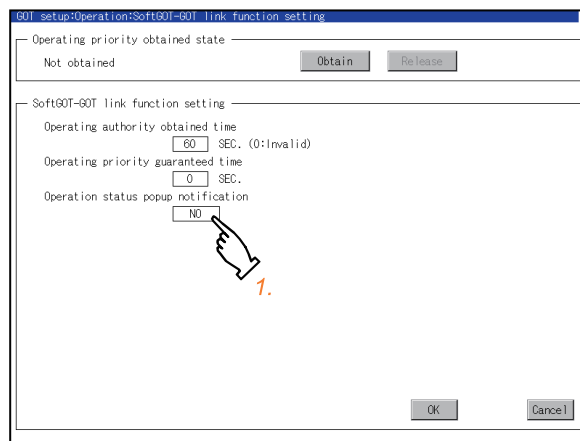 GOT setup:Operation:SoftGOT-GOT link function setting
Operating priority obtained state
Not obtained Obtain Release
SoftGOT-GOT link function setting
Operating authority obtained time
60 SEC. (0:Invalid)
Operating priority guaranteed time
0 SEC.
Operation status popup notification
NO
1.
OK Cancel